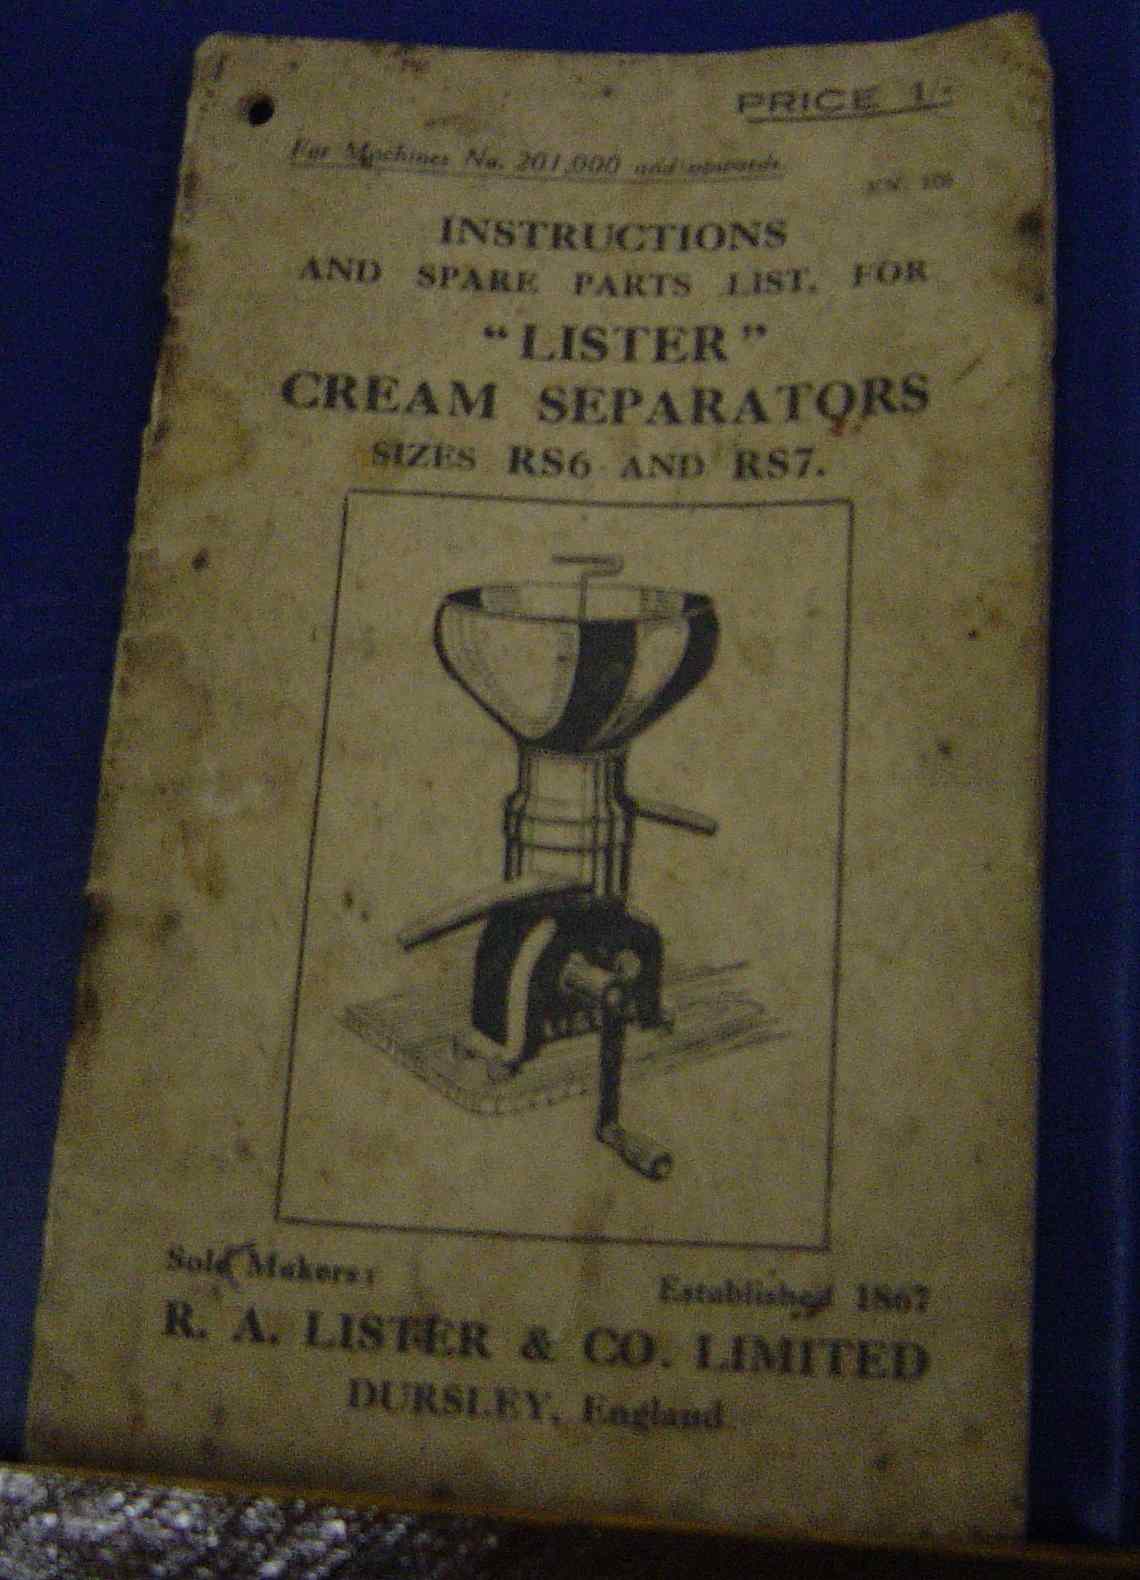 PRICE 1/-
For Machines No. 201,000 and upwards.
INSTRUCTIONS
AND SPARE PARTS LIST. FOR
“LISTER”
CREAM SEPARATORS
SIZES RS6 AND RS7.
Sole Makers:
Established 1867
R. A. LISTER & CO. LIMITED
DURSLEY, England